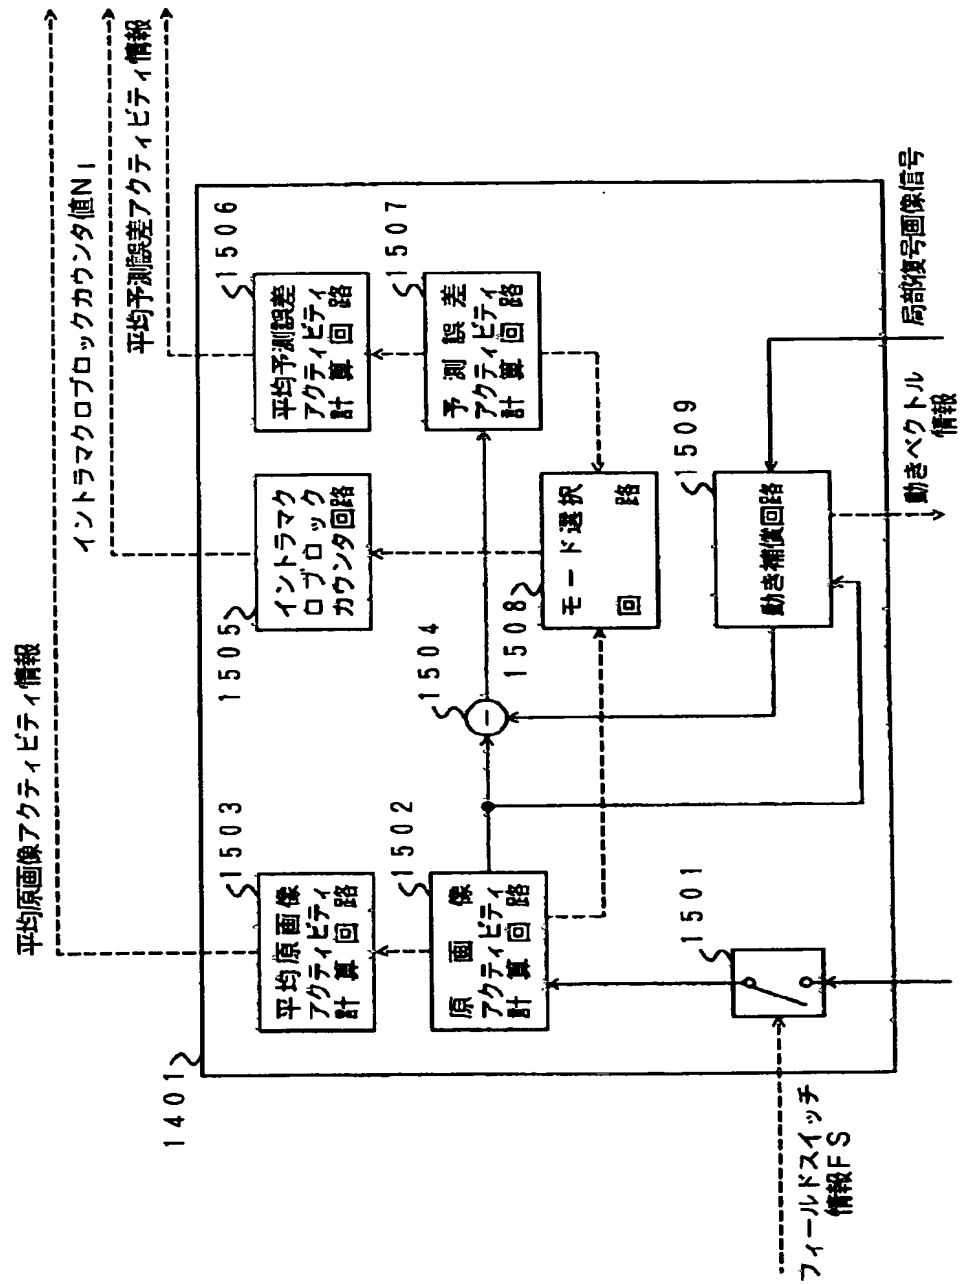 平均原画像アクティビティ情報
イントラマクロブロックカウンタ値N I
平均予測誤差アクティビティ情報
1401
1503
平均原画像
アクティビティ
計算回路
1505
イントラマク
ロブロック
カウンタ回路
1506
平均予測誤差
アクティビティ
計算回路
1502
原画像
アクティビティ
計算回路
1504
−
1507
予測誤差
アクティビティ
計算回路
1508
モード選択
回路
1501
1509
動き補償回路
フィールドスイッチ
情報FS
動きベクトル
情報
局部復号画像信号